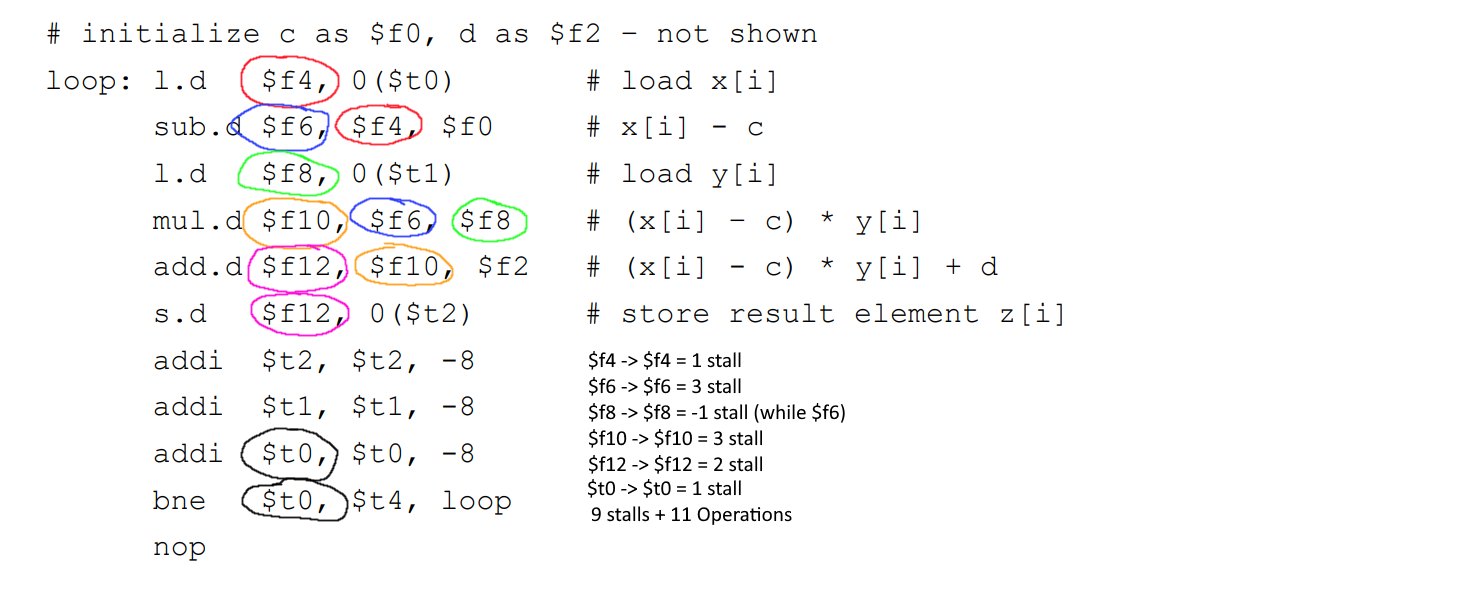 # initialize c as $f0, d as $f2 – not shown
loop: l.d $f4, 0($t0) # load x[i]
sub.d $f6, $f4, $f0 # x[i] - c
l.d $f8, 0($t1) # load y[i]
mul.d $f10, $f6, $f8 # (x[i] - c) * y[i]
add.d $f12, $f10, $f2 # (x[i] - c) * y[i] + d
s.d $f12, 0($t2) # store result element z[i]
addi $t2, $t2, -8 $f4 -> $f4 = 1 stall
$f6 -> $f6 = 3 stall
addi $t1, $t1, -8 $f8 -> $f8 = -1 stall (while $f6)
$f10 -> $f10 = 3 stall
addi $t0, $t0, -8 $f12 -> $f12 = 2 stall
bne $t0, $t4, loop $t0 -> $t0 = 1 stall
9 stalls + 11 Operations
nop